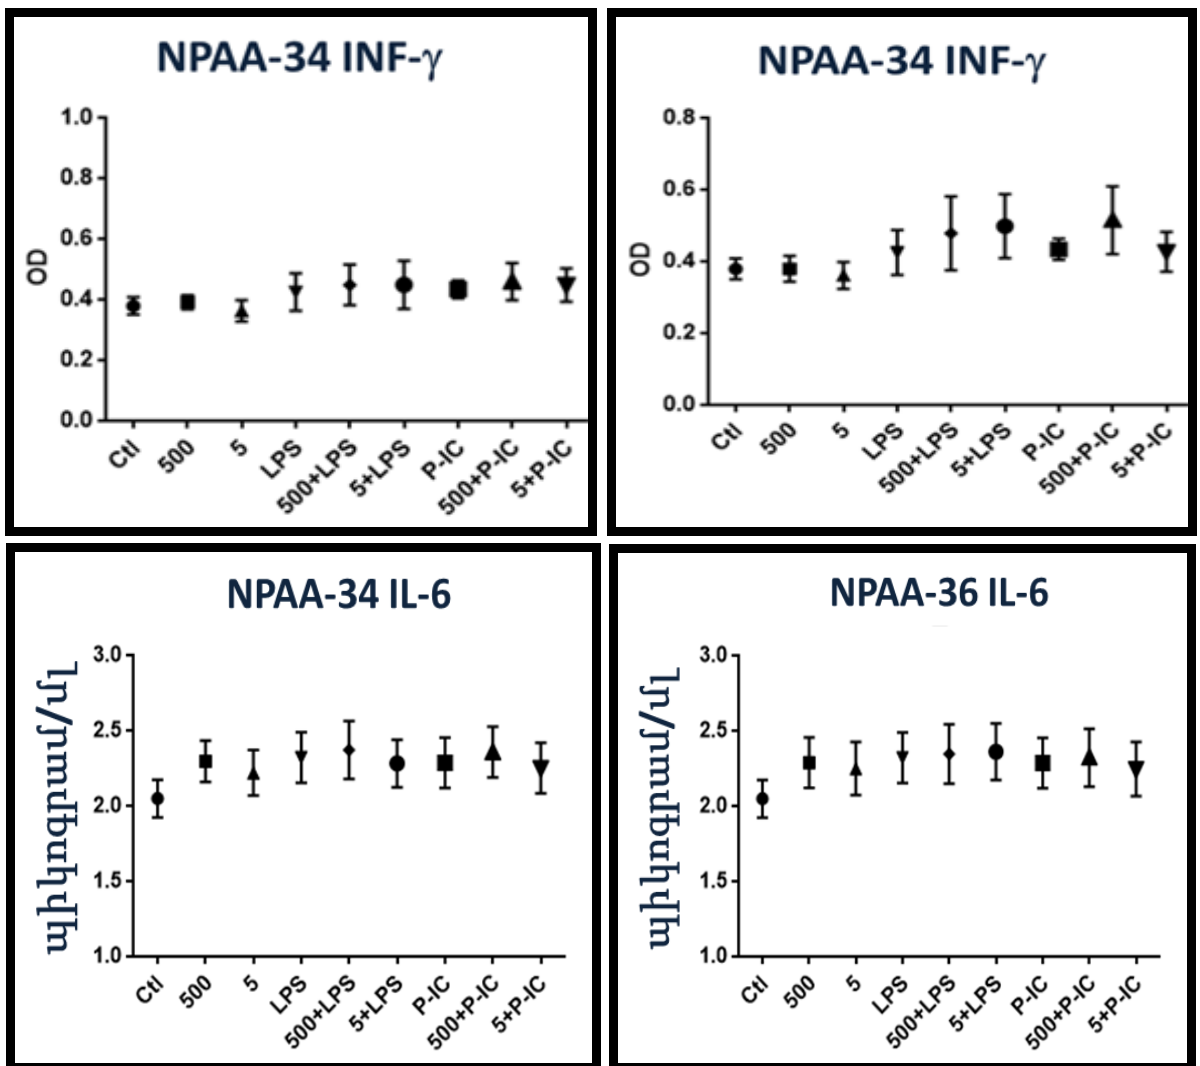 NPAA-34 INF-γ
1.0
0.8
0.6
0.4
0.2
0.0
OD
Ctl
500
5
LPS
500+LPS
5+LPS
P-IC
500+P-IC
5+P-IC
NPAA-34 INF-γ
0.8
0.6
0.4
0.2
0.0
OD
Ctl
500
5
LPS
500+LPS
5+LPS
P-IC
500+P-IC
5+P-IC
NPAA-34 IL-6
3.0
2.5
2.0
1.5
1.0
պիկոգրամ/մլ
Ctl
500
5
LPS
500+LPS
5+LPS
P-IC
500+P-IC
5+P-IC
NPAA-36 IL-6
3.0
2.5
2.0
1.5
1.0
պիկոգրամ/մլ
Ctl
500
5
LPS
500+LPS
5+LPS
P-IC
500+P-IC
5+P-IC